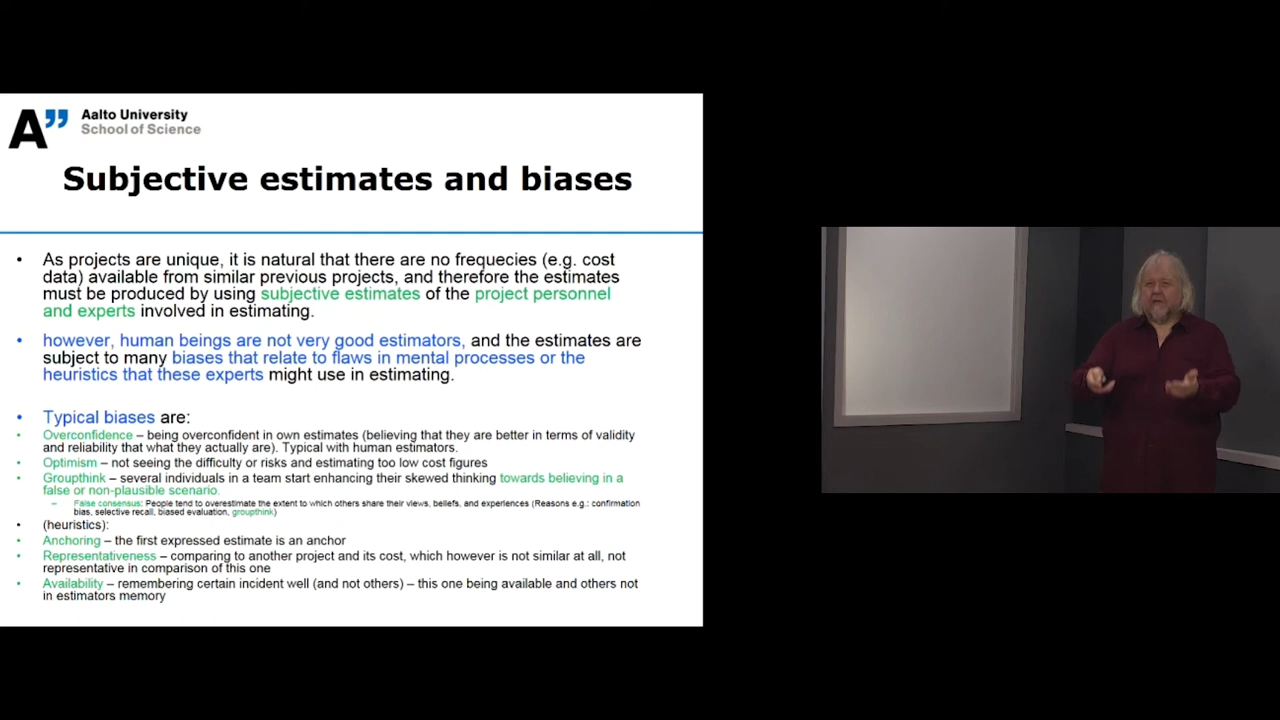 A”
Aalto University
School of Science
Subjective estimates and biases
• As projects are unique, it is natural that there are no frequecies (e.g. cost
data) available from similar previous projects, and therefore the estimates
must be produced by using subjective estimates of the project personnel
and experts involved in estimating.
• however, human beings are not very good estimators, and the estimates are
subject to many biases that relate to flaws in mental processes or the
heuristics that these experts might use in estimating.
• Typical biases are:
• Overconfidence – being overconfident in own estimates (believing that they are better in terms of validity
and reliability that what they actually are). Typical with human estimators.
• Optimism – not seeing the difficulty or risks and estimating too low cost figures
• Groupthink – several individuals in a team start enhancing their skewed thinking towards believing in a
false or non-plausible scenario.
– False consensus: People tend to overestimate the extent to which others share their views, beliefs, and experiences (Reasons e.g.: confirmation
bias, selective recall, biased evaluation, groupthink)
• (heuristics):
• Anchoring – the first expressed estimate is an anchor
• Representativeness – comparing to another project and its cost, which however is not similar at all, not
representative in comparison of this one
• Availability – remembering certain incident well (and not others) – this one being available and others not
in estimators memory